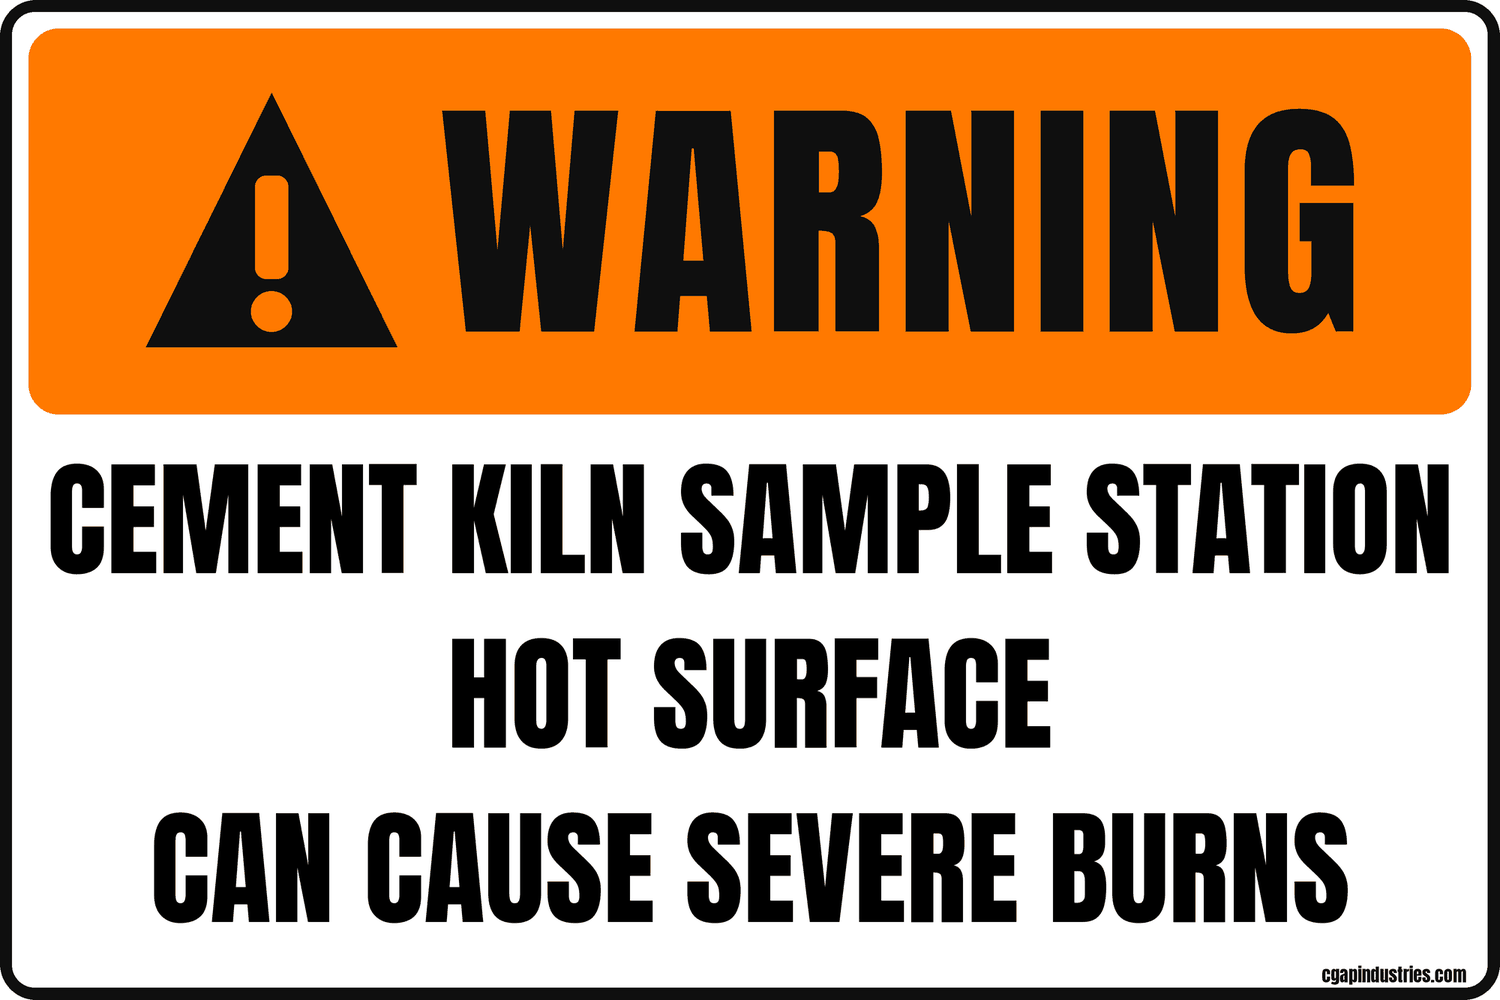 WARNING
CEMENT KILN SAMPLE STATION
HOT SURFACE
CAN CAUSE SEVERE BURNS
cgapindustries.com